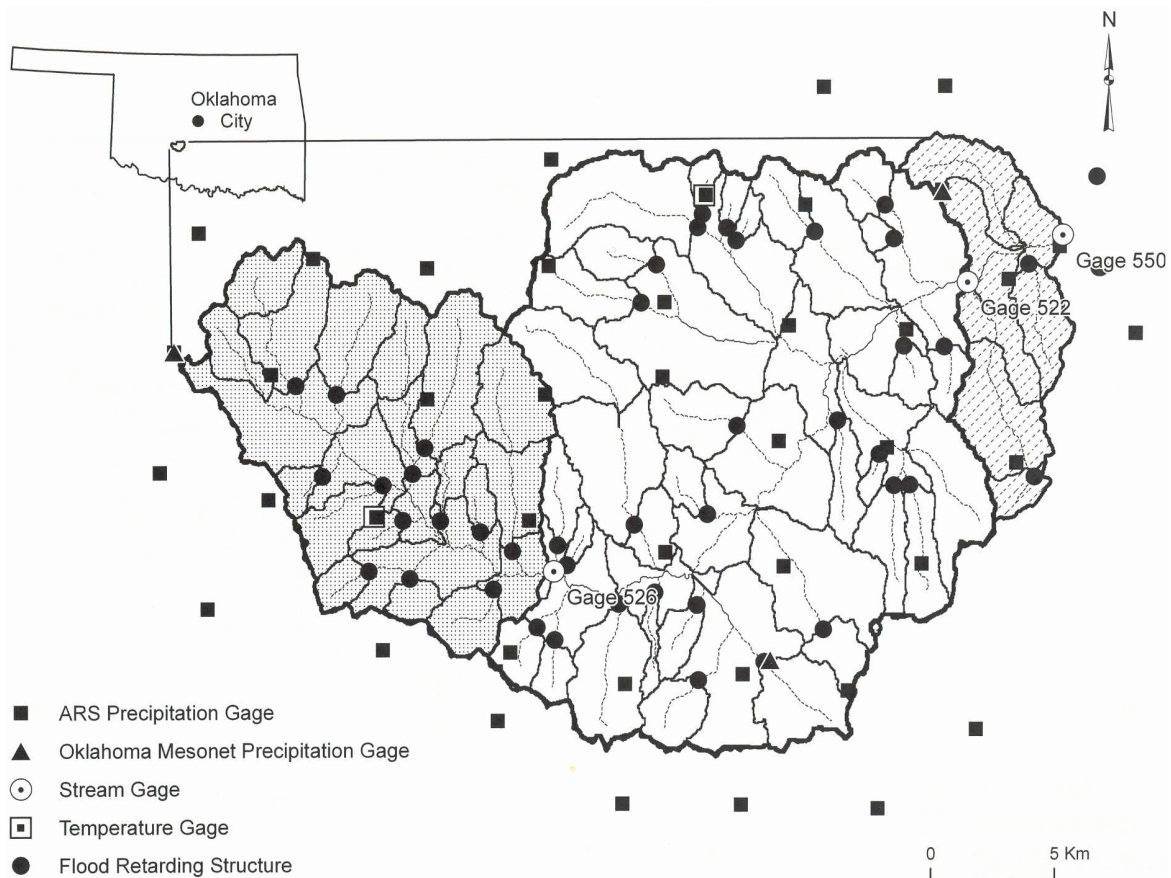 N
Oklahoma
City
Gage 550
Gage 522
Gage 526
ARS Precipitation Gage
Oklahoma Mesonet Precipitation Gage
Stream Gage
Temperature Gage
Flood Retarding Structure
0 5 Km